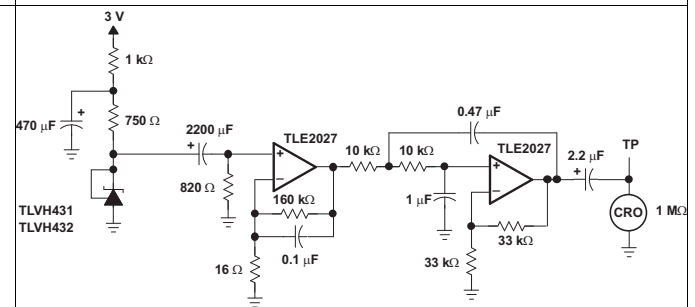 3 V
1 kΩ
470 μF
+
750 Ω
2200 μF
+
820 Ω
TLVH431
TLVH432
TLE2027
+
−
160 kΩ
0.1 μF
16 Ω
10 kΩ
10 kΩ
0.47 μF
1 μF
TLE2027
+
−
33 kΩ
33 kΩ
2.2 μF
+
TP
CRO
1 MΩ